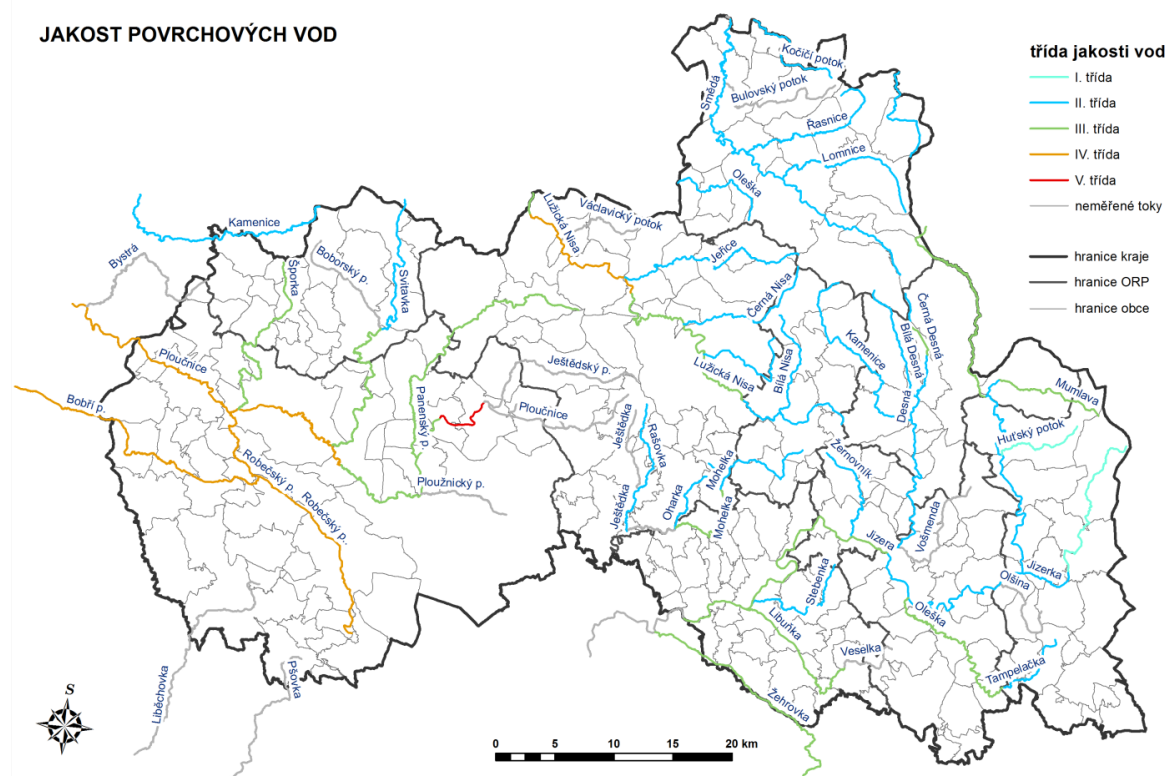 JAKOST POVRCHOVÝCH VOD
třída jakosti vod
I. třída
II. třída
III. třída
IV. třída
V. třída
neměřené toky
hranice kraje
hranice ORP
hranice obce
Kočičí potok
Smědá
Bulovský potok
Řasnice
Lomnice
Oleška
Václavický potok
Lužická Nisa
Jeřice
Kamenice
Bystrá
Šporka
Boborský p.
Svitavka
Černá Nisa
Černá Desná
Bílá Desná
Kamenice
Bílá Nisa
Lužická Nisa
Desná
Ploučnice
Bobří p.
Panenský p.
Ještědský p.
Ploučnice
Mumlava
Huťský potok
Ještědka
Rašovka
Robečský p.
Robečský p.
Ploužnický p.
Ještědka
Oharka
Mohelka
Mohelka
Žernovník
Jizera
Vošmenda
Jizerka
Olšina
Stebenka
Oleška
Libuňka
Veselka
Tampelačka
Žehrovka
Liběchovka
Pšovka
S
0
5
10
15
20 km